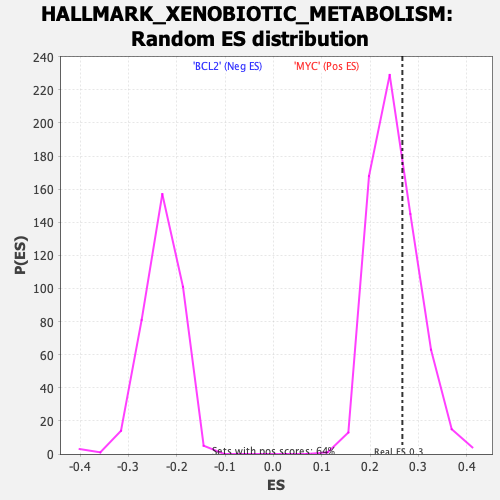 HALLMARK_XENOBIOTIC_METABOLISM:
Random ES distribution
'BCL2' (Neg ES) 'MYC' (Pos ES)
240
220
200
180
160
140
120
100
80
60
40
20
0
P(ES)
Sets with pos scores: 64%
Real ES 0.3
-0.4 -0.3 -0.2 -0.1 0.0 0.1 0.2 0.3 0.4
ES